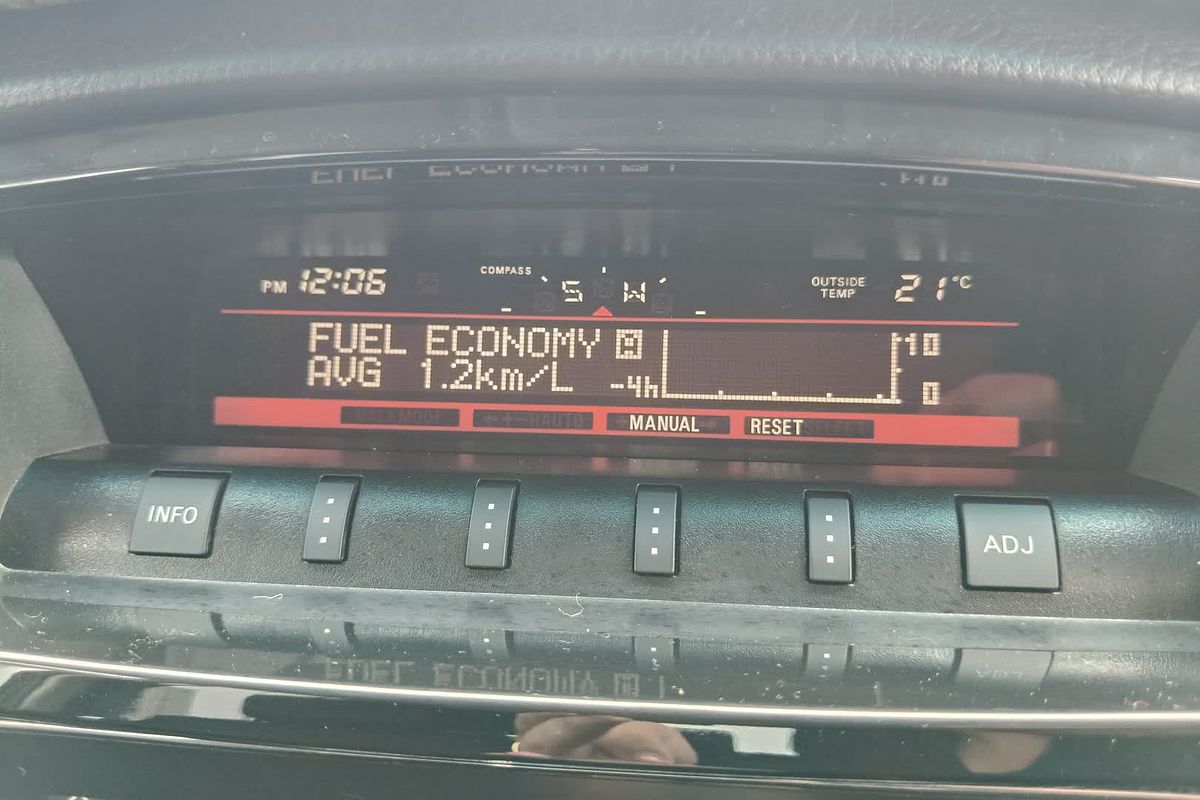 PM 12:06
COMPASS
S W
OUTSIDE
TEMP
21°C
FUEL ECONOMY M
AVG 1.2km/L
-4h
10
0
MANUAL
RESET
INFO
ADJ